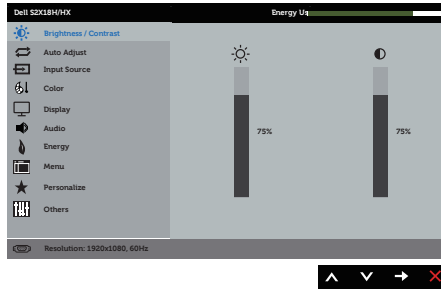 Dell S2X18H/HX
Energy Us
Brightness / Contrast
Auto Adjust
Input Source
Color
Display
Audio
Energy
Menu
Personalize
Others
75%
75%
Resolution: 1920x1080, 60Hz